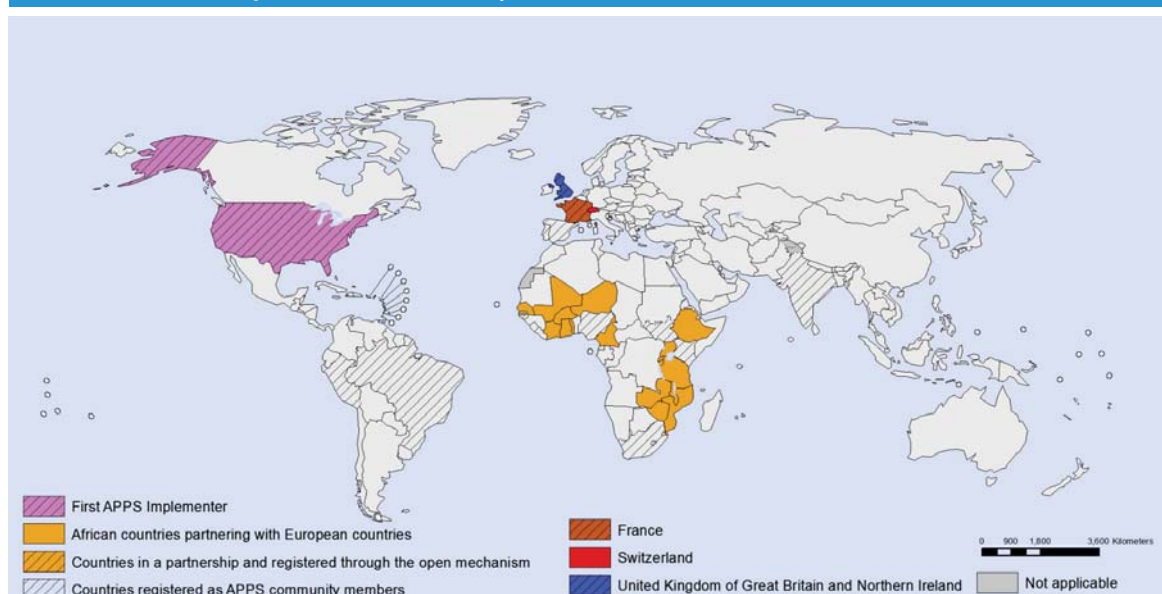 First APPS Implementer
African countries partnering with European countries
Countries in a partnership and registered through the open mechanism
Countries registered as APPS community members
France
Switzerland
United Kingdom of Great Britain and Northern Ireland
0 900 1,800 3,600 Kilometers
Not applicable